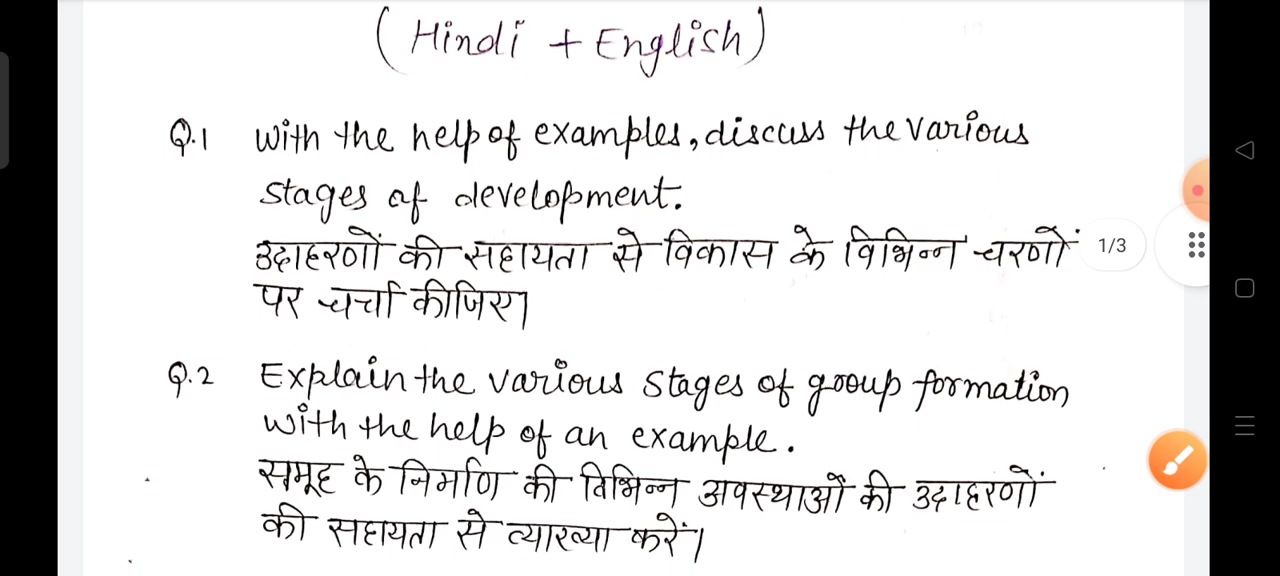 (Hindi + English)
Q.1 With the help of examples, discuss the various
stages of development.
उदाहरणों की सहायता से विकास के विभिन्न चरणों
1/3
पर चर्चा कीजिए।
Q.2 Explain the various stages of group formation
with the help of an example.
समूह के निर्माण की विभिन्न अवस्थाओं की उदाहरणों
की सहायता से व्याख्या करें।